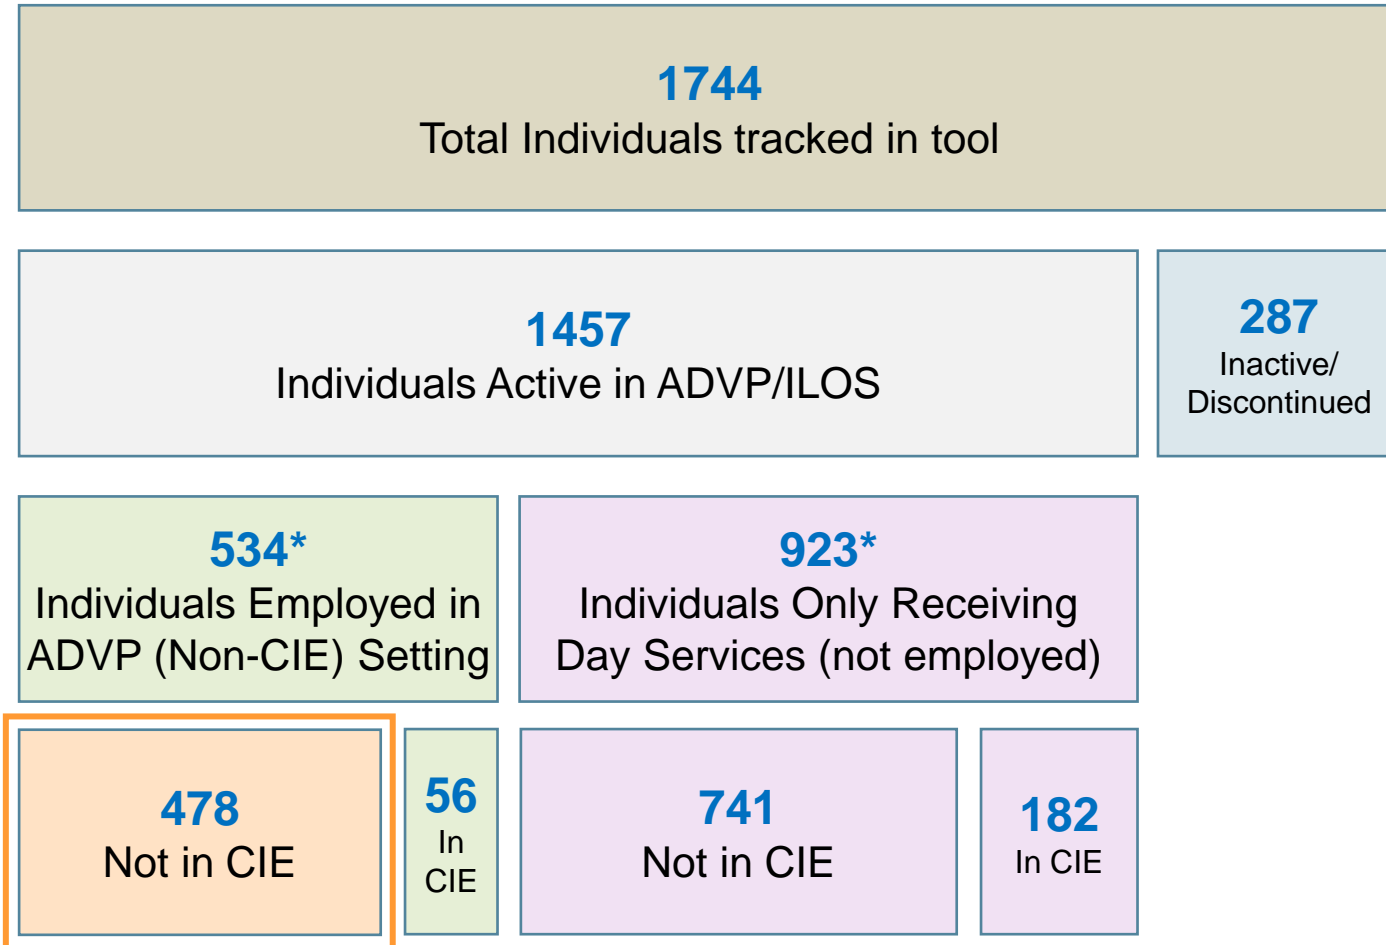 1744
Total Individuals tracked in tool
1457
Individuals Active in ADVP/ILOS
287
Inactive/
Discontinued
534*
Individuals Employed in
ADVP (Non-CIE) Setting
923*
Individuals Only Receiving
Day Services (not employed)
478
Not in CIE
56
In
CIE
741
Not in CIE
182
In CIE